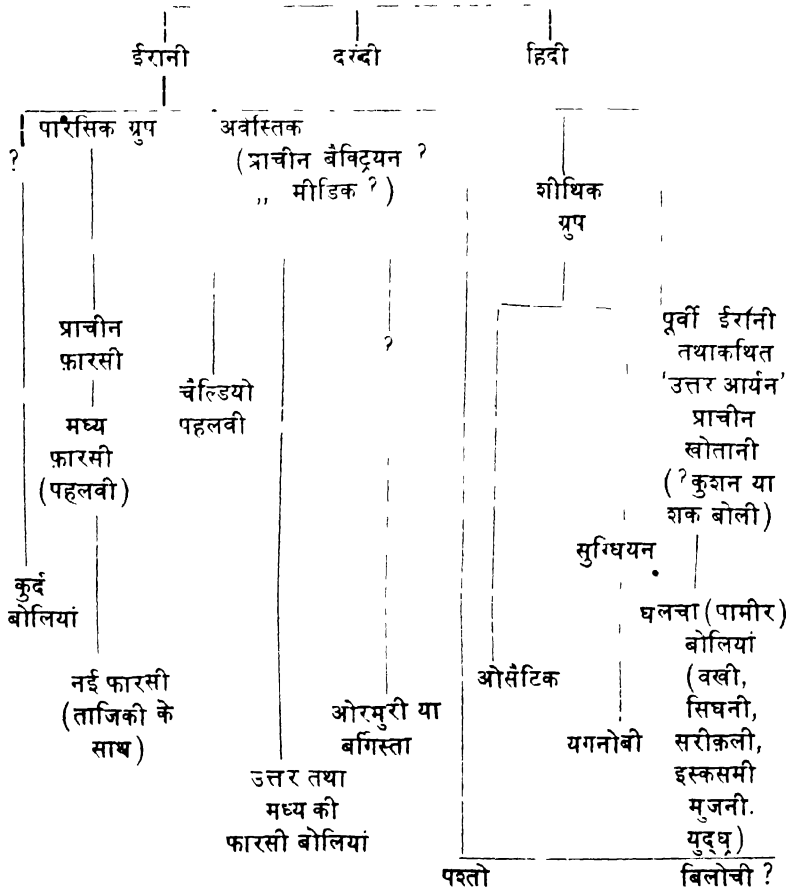 ईरानी
दरदी
हिदी
?
पारसिक ग्रुप
अवेस्तिक
(प्राचीन बैक्ट्रियन ?
,, मीडिक ?)
शीथिक
ग्रुप
प्राचीन
फ़ारसी
मध्य
फ़ारसी
(पहलवी)
चैल्डियो
पहलवी
?
पूर्वी ईरानी
तथाकथित
'उत्तर आर्यन'
प्राचीन
खोतानी
(?कुशन या
शक बोली)
सुग्धियन
कुर्द
बोलियां
नई फारसी
(ताजिकी के
साथ)
उत्तर तथा
मध्य की
फारसी बोलियां
ओरमुरी या
बर्गिस्ता
ओसैटिक
यगनोबी
घलचा (पामीर)
बोलियां
(वखी,
सिघनी,
सरीक़ली,
इस्कसमी
मुजनी.
युद्घ्)
पश्तो
बिलोची ?